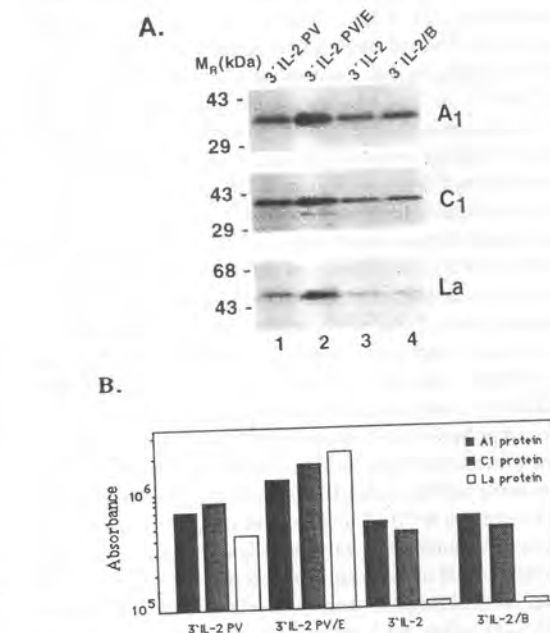 A.
M_R(kDa) 3´IL-2 PV 3´IL-2 PV/E 3´IL-2 3´IL-2/B
43 -
A1
29 -
43 -
C1
29 -
68 -
La
43 -
1 2 3 4
B.
A1 protein
C1 protein
La protein
Absorbance
10^6
10^5
3`IL-2 PV 3`IL-2 PV/E 3`IL-2 3`IL-2/B